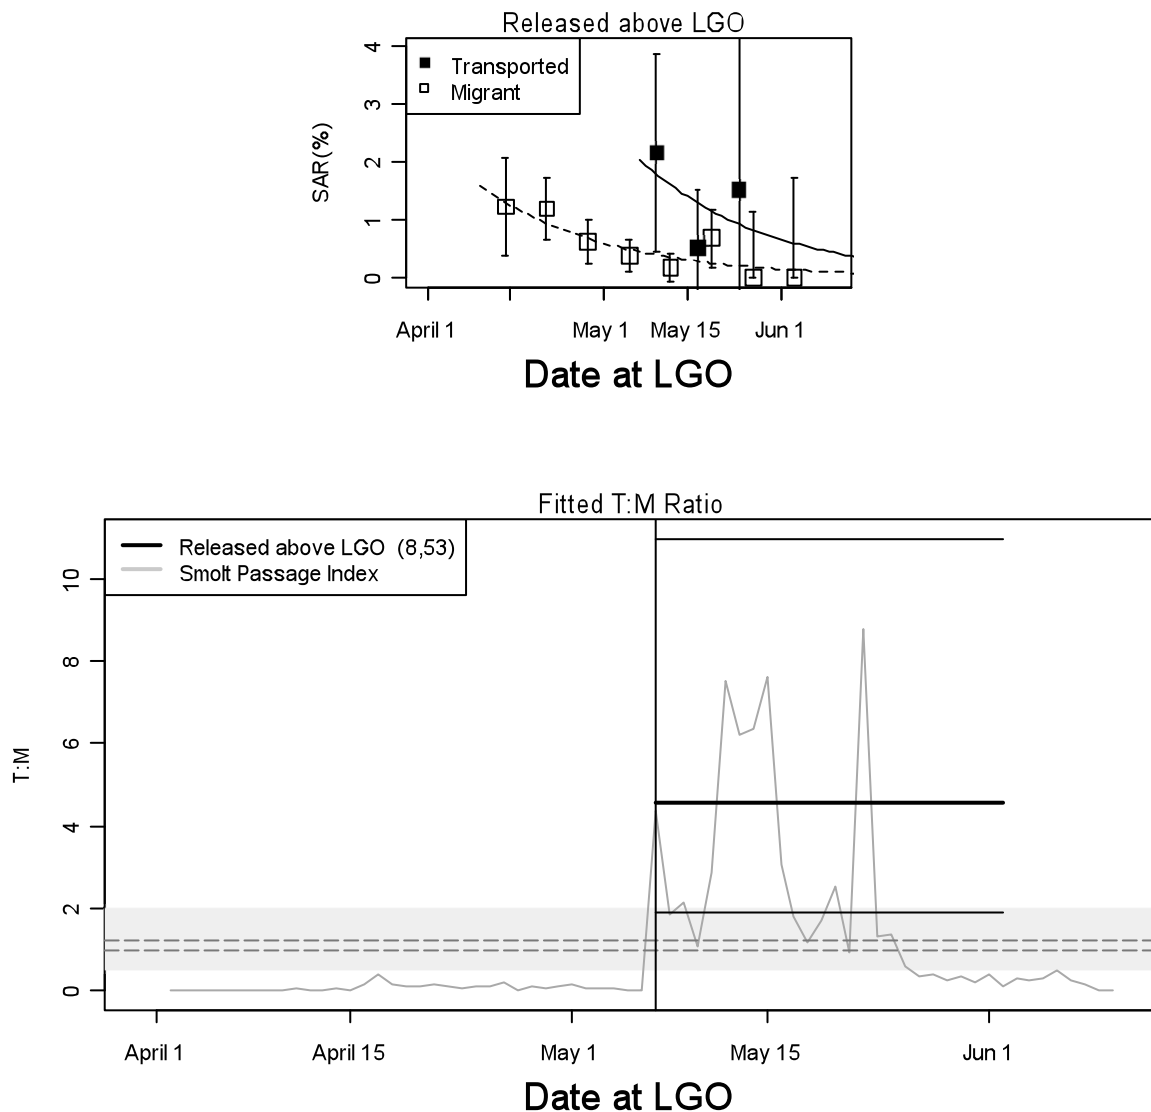 Released above LGO
Transported
Migrant
SAR(%)
4
3
2
1
0
April 1
May 1
May 15
Jun 1
Date at LGO
Fitted T:M Ratio
Released above LGO (8,53)
Smolt Passage Index
T:M
10
8
6
4
2
0
April 1
April 15
May 1
May 15
Jun 1
Date at LGO